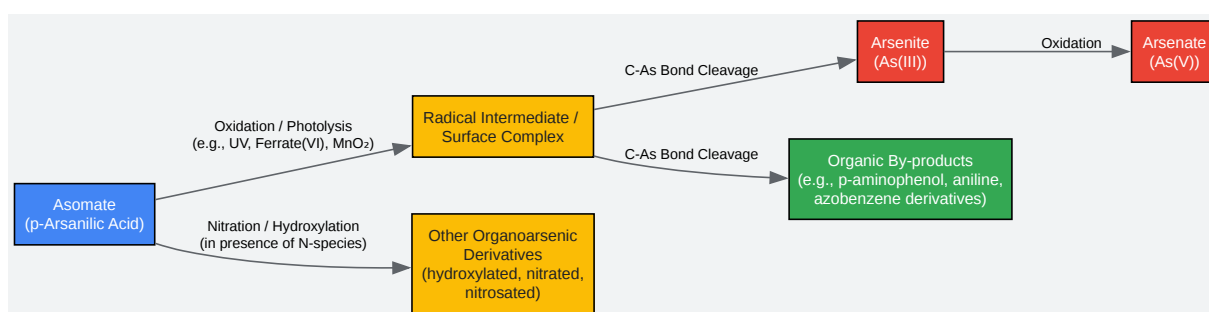 Arsenite
(As(III))
Oxidation
Arsenate
(As(V))
C-As Bond Cleavage
Radical Intermediate /
Surface Complex
Oxidation / Photolysis
(e.g., UV, Ferrate(VI), MnO₂)
C-As Bond Cleavage
Organic By-products
(e.g., p-aminophenol, aniline,
azobenzene derivatives)
Asomate
(p-Arsanilic Acid)
Nitration / Hydroxylation
(in presence of N-species)
Other Organoarsenic
Derivatives
(hydroxylated, nitrated,
nitrosated)